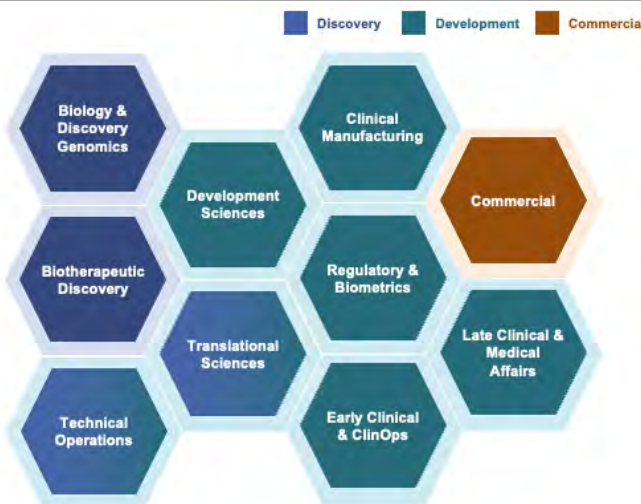 Discovery
Development
Commercia
Biology &
Discovery
Genomics
Clinical
Manufacturing
Development
Sciences
Commercial
Biotherapeutic
Discovery
Regulatory &
Biometrics
Translational
Sciences
Late Clinical &
Medical
Affairs
Technical
Operations
Early Clinical
& ClinOps